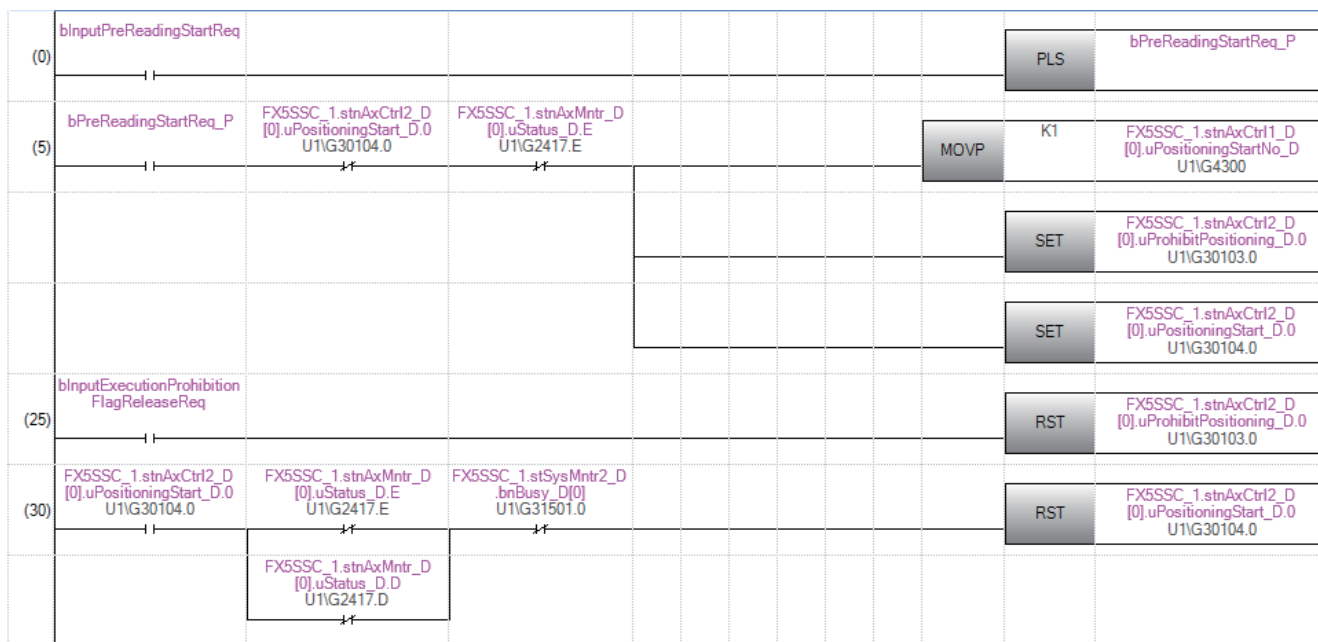 bInputPreReadingStartReq
(0)
PLS
bPreReadingStartReq_P
bPreReadingStartReq_P
FX5SSC_1.stnAxCtrl2_D
[0].uPositioningStart_D.0
U1\G30104.0
FX5SSC_1.stnAxMntr_D
[0].uStatus_D.E
U1\G2417.E
(5)
MOVP
K1
FX5SSC_1.stnAxCtrl1_D
[0].uPositioningStartNo_D
U1\G4300
SET
FX5SSC_1.stnAxCtrl2_D
[0].uProhibitPositioning_D.0
U1\G30103.0
SET
FX5SSC_1.stnAxCtrl2_D
[0].uPositioningStart_D.0
U1\G30104.0
bInputExecutionProhibition
FlagReleaseReq
(25)
RST
FX5SSC_1.stnAxCtrl2_D
[0].uProhibitPositioning_D.0
U1\G30103.0
FX5SSC_1.stnAxCtrl2_D
[0].uPositioningStart_D.0
U1\G30104.0
FX5SSC_1.stnAxMntr_D
[0].uStatus_D.E
U1\G2417.E
FX5SSC_1.stSysMntr2_D
.bnBusy_D[0]
U1\G31501.0
(30)
RST
FX5SSC_1.stnAxCtrl2_D
[0].uPositioningStart_D.0
U1\G30104.0
FX5SSC_1.stnAxMntr_D
[0].uStatus_D.D
U1\G2417.D